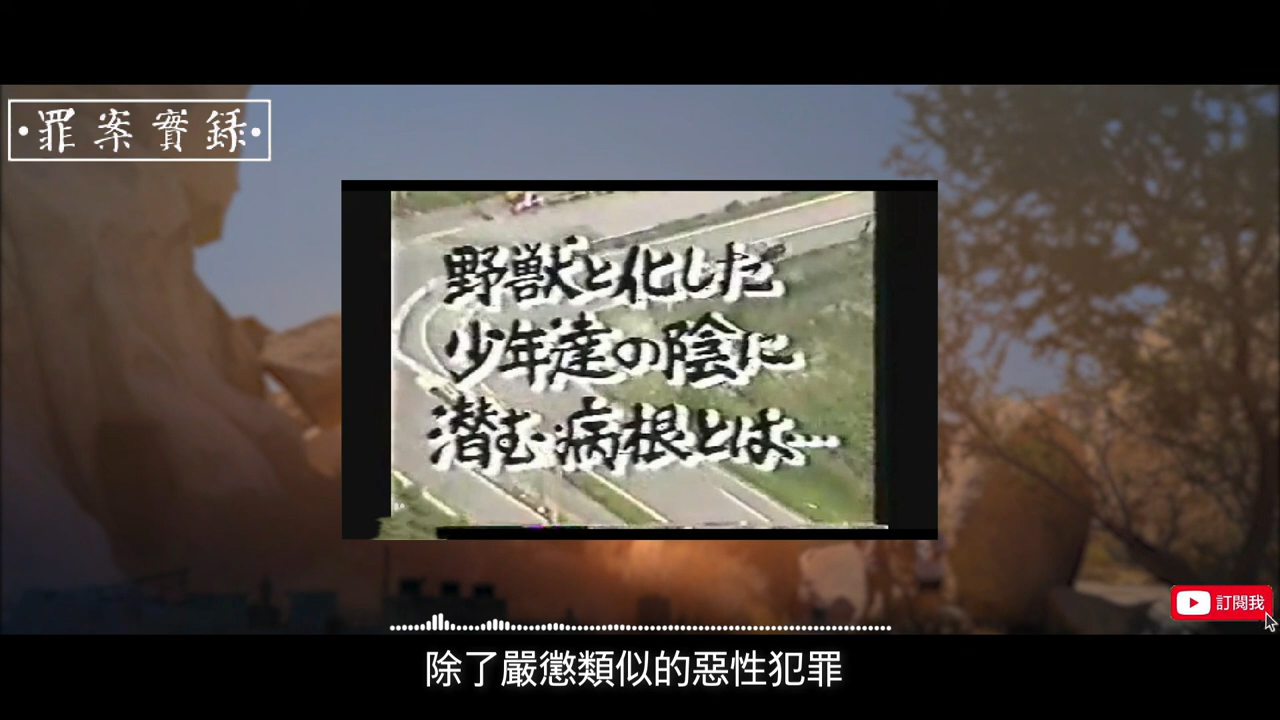 ·罪案實録·
野獣と化した
少年達の陰に
潜む病根とは…
訂閱我
除了嚴懲類似的惡性犯罪